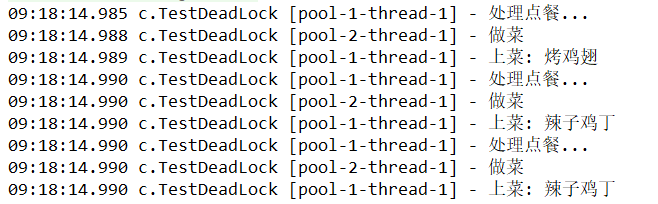 09:18:14.985 c.TestDeadLock [pool-1-thread-1] - 处理点餐...
09:18:14.988 c.TestDeadLock [pool-2-thread-1] - 做菜
09:18:14.989 c.TestDeadLock [pool-1-thread-1] - 上菜: 烤鸡翅
09:18:14.990 c.TestDeadLock [pool-1-thread-1] - 处理点餐...
09:18:14.990 c.TestDeadLock [pool-2-thread-1] - 做菜
09:18:14.990 c.TestDeadLock [pool-1-thread-1] - 上菜: 辣子鸡丁
09:18:14.990 c.TestDeadLock [pool-1-thread-1] - 处理点餐...
09:18:14.990 c.TestDeadLock [pool-2-thread-1] - 做菜
09:18:14.990 c.TestDeadLock [pool-1-thread-1] - 上菜: 辣子鸡丁